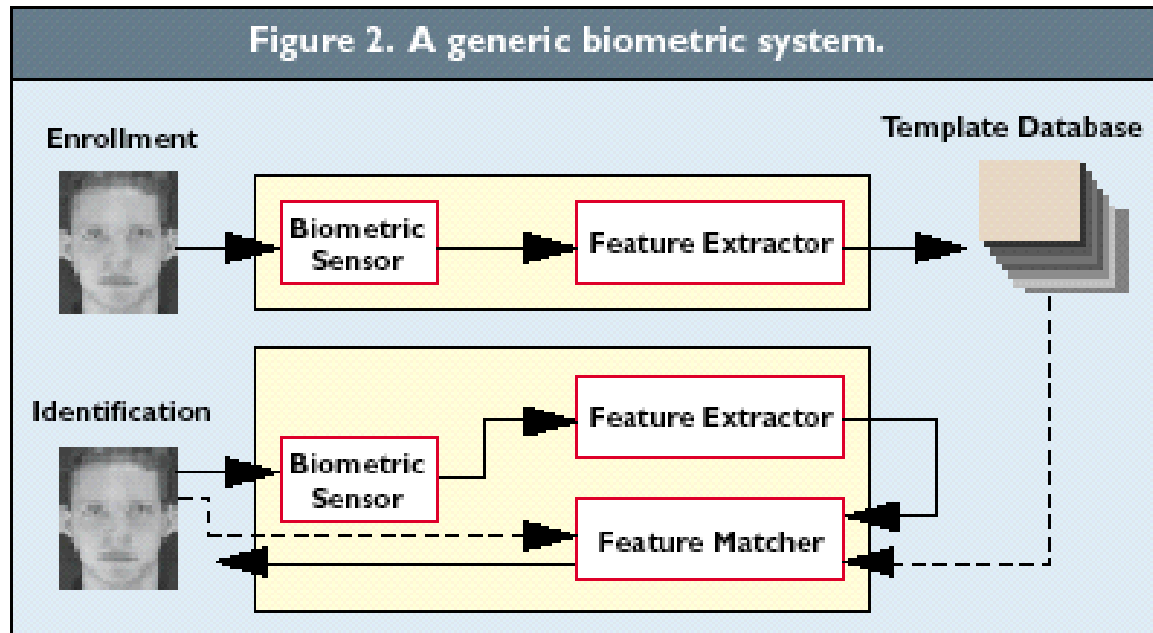 Figure 2. A generic biometric system.
Enrollment
Template Database
Biometric
Sensor
Feature Extractor
Identification
Feature Extractor
Biometric
Sensor
Feature Matcher